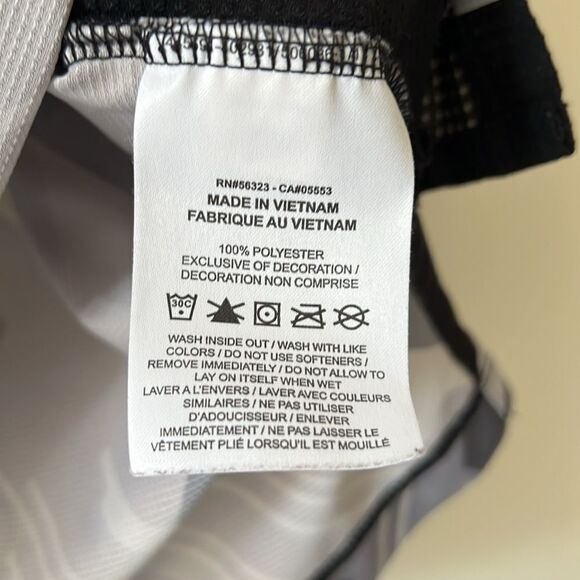 RN#56323 - CA#05553
MADE IN VIETNAM
FABRIQUE AU VIETNAM
100% POLYESTER
EXCLUSIVE OF DECORATION /
DECORATION NON COMPRISE
30C
WASH INSIDE OUT / WASH WITH LIKE
COLORS / DO NOT USE SOFTENERS /
REMOVE IMMEDIATELY / DO NOT ALLOW TO
LAY ON ITSELF WHEN WET
LAVER A L'ENVERS / LAVER AVEC COULEURS
SIMILAIRES / NE PAS UTILISER
D'ADOUCISEUR / ENLEVER
IMMEDIATEMENT / NE PAS LAISSER LE
VÊTEMENT PLIÉ LORSQU'IL EST MOUILLÉ